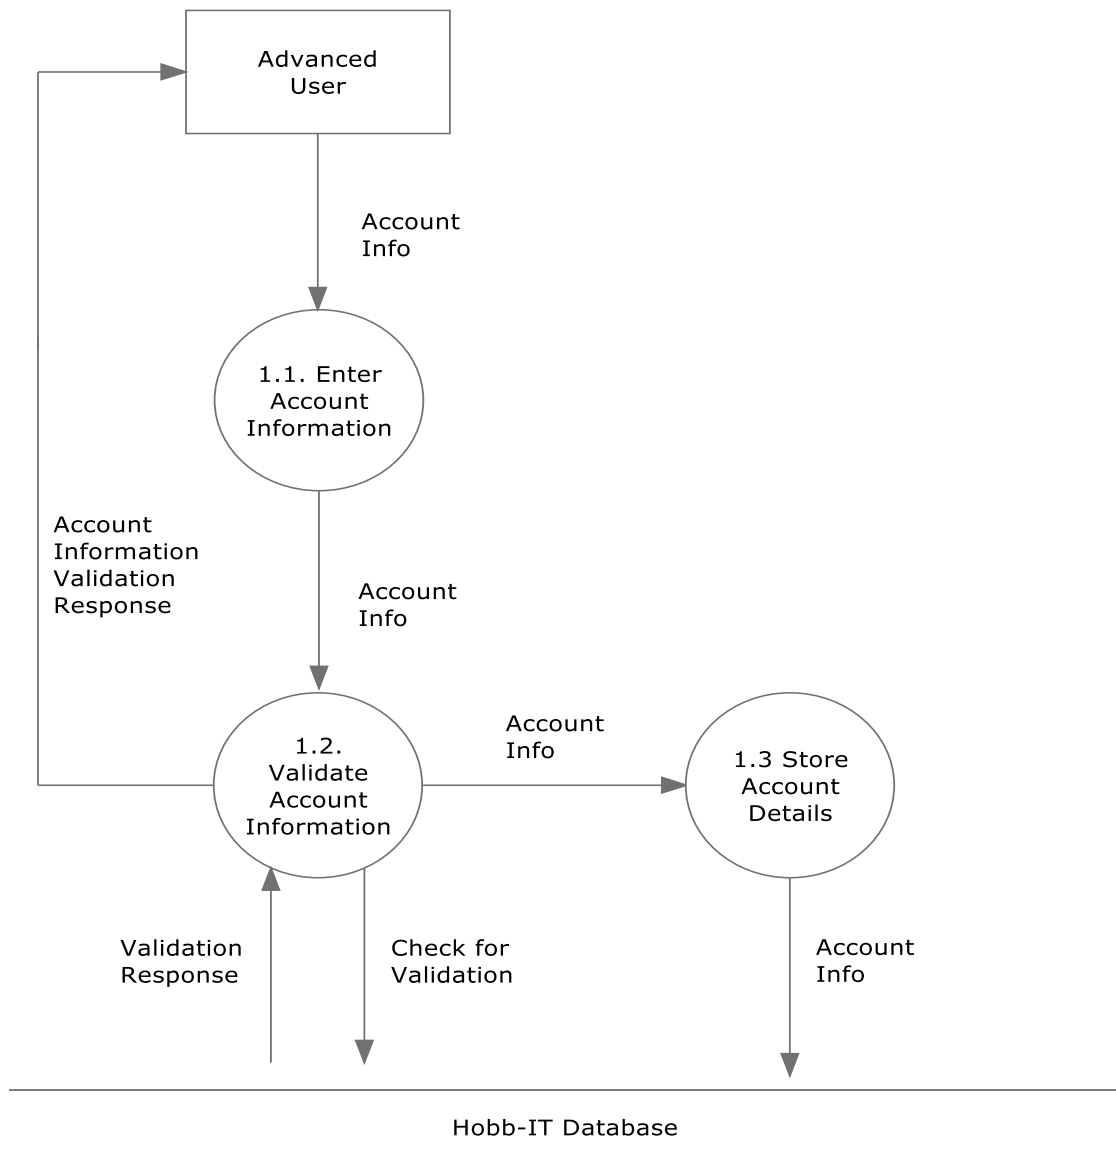 Advanced
User
Account
Info
1.1. Enter
Account
Information
Account
Information
Validation
Response
Account
Info
1.2.
Validate
Account
Information
Account
Info
1.3 Store
Account
Details
Validation
Response
Check for
Validation
Account
Info
Hobb-IT Database